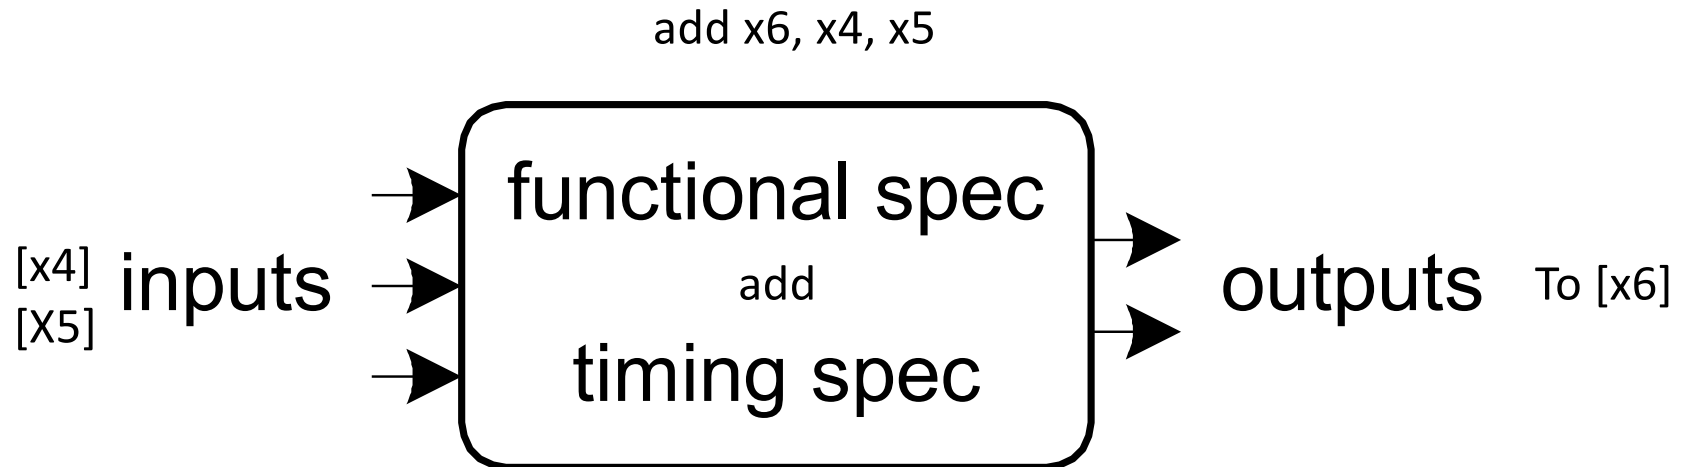 add x6, x4, x5
functional spec
[x4]
[X5]
inputs
add
outputs
To [x6]
timing spec